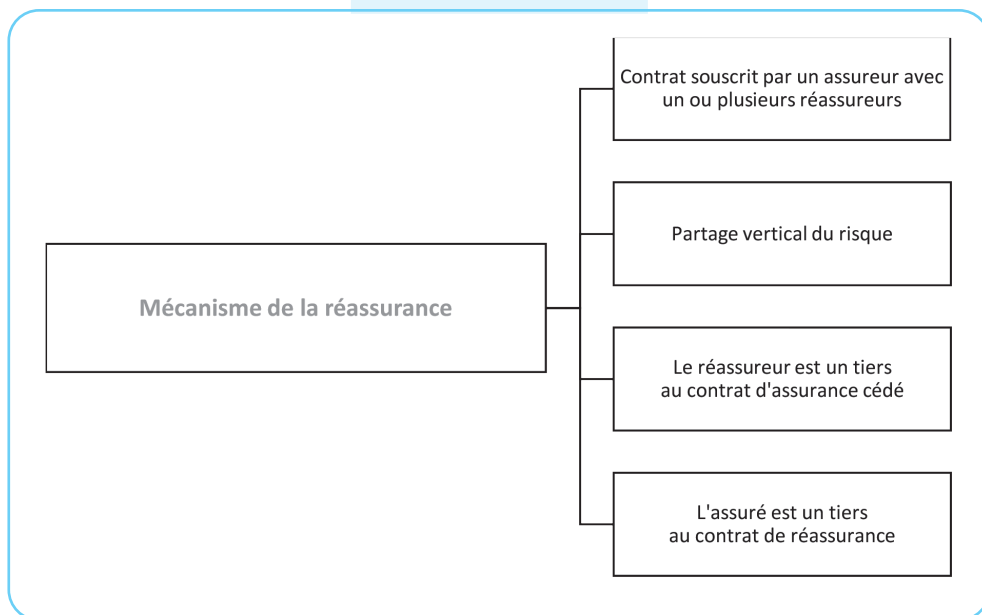 Contrat souscrit par un assureur avec
un ou plusieurs réassureurs
Partage vertical du risque
Mécanisme de la réassurance
Le réassureur est un tiers
au contrat d'assurance cédé
L'assuré est un tiers
au contrat de réassurance